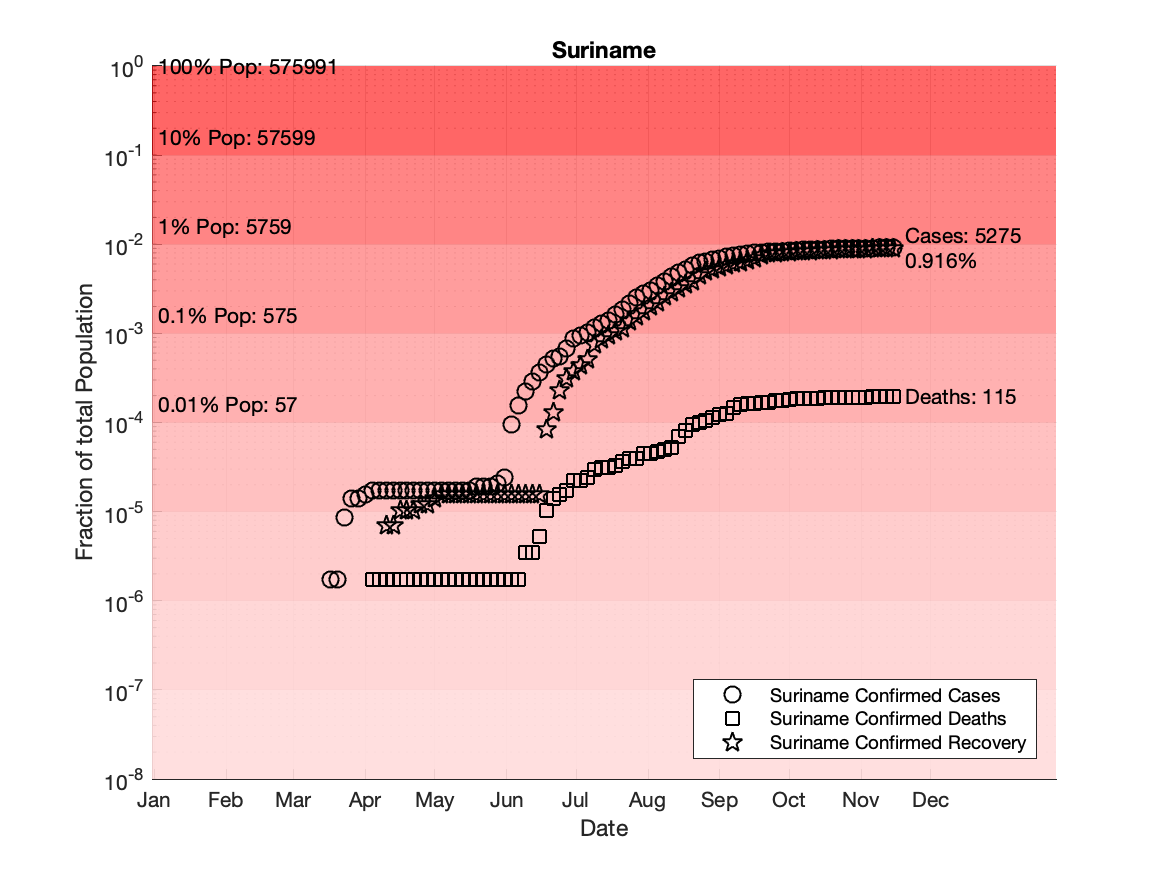 Suriname
10^0
100% Pop: 575991
10% Pop: 57599
10^-1
1% Pop: 5759
10^-2
Cases: 5275
0.916%
0.1% Pop: 575
10^-3
Deaths: 115
0.01% Pop: 57
10^-4
10^-5
10^-6
10^-7
10^-8
Fraction of total Population
Suriname Confirmed Cases
Suriname Confirmed Deaths
Suriname Confirmed Recovery
Jan Feb Mar Apr May Jun Jul Aug Sep Oct Nov Dec
Date